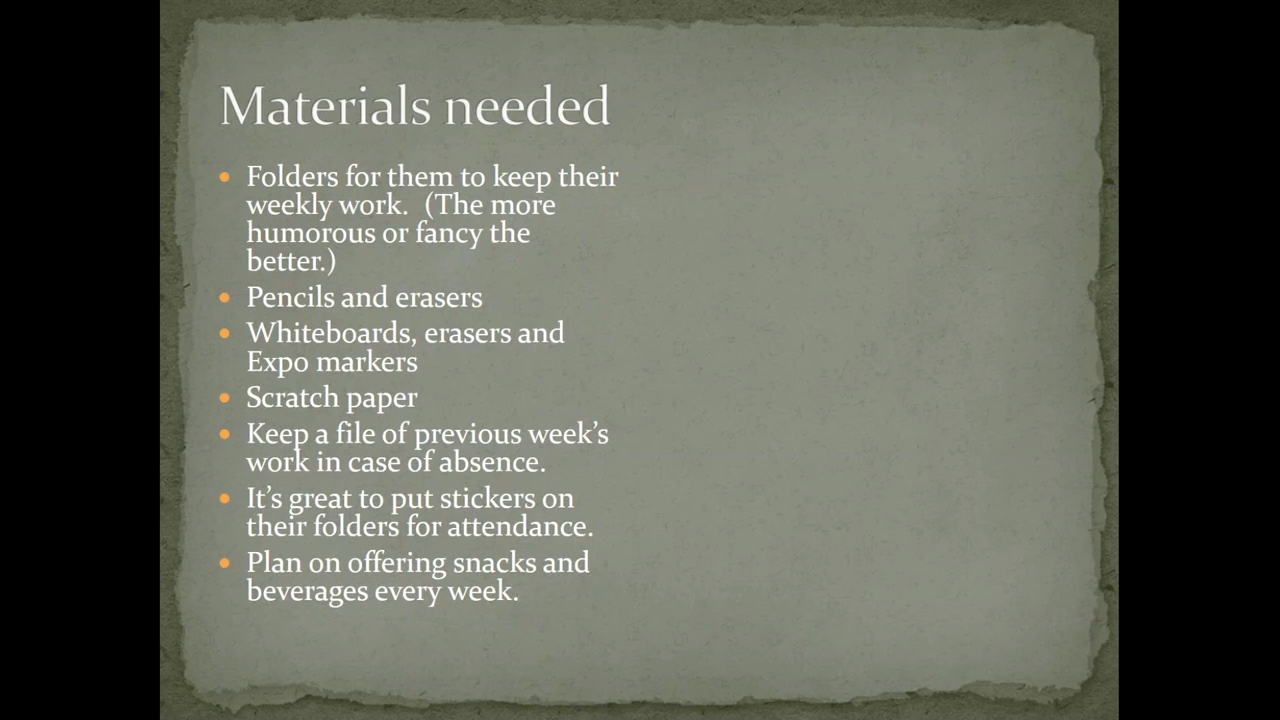 Materials needed
• Folders for them to keep their
weekly work.  (The more
humorous or fancy the
better.)
• Pencils and erasers
• Whiteboards, erasers and
Expo markers
• Scratch paper
• Keep a file of previous week’s
work in case of absence.
• It’s great to put stickers on
their folders for attendance.
• Plan on offering snacks and
beverages every week.